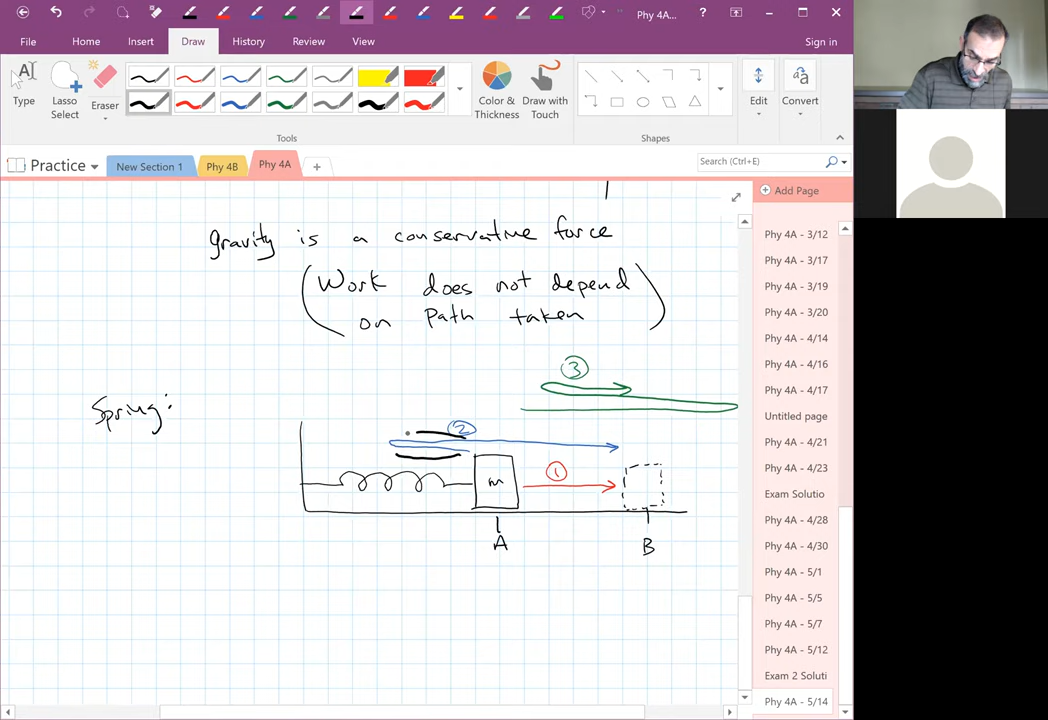 Phy 4A...
?
File
Home
Insert
Draw
History
Review
View
Sign in
Type
Lasso Select
Eraser
Color & Thickness
Draw with Touch
Edit
Convert
Tools
Shapes
Practice
New Section 1
Phy 4B
Phy 4A
+
Search (Ctrl+E)
Add Page
gravity is a conservative force
(Work does not depend
on Path taken)
Spring:
3
2
1
m
A
B
Phy 4A - 3/12
Phy 4A - 3/17
Phy 4A - 3/19
Phy 4A - 3/20
Phy 4A - 4/14
Phy 4A - 4/16
Phy 4A - 4/17
Untitled page
Phy 4A - 4/21
Phy 4A - 4/23
Exam Solutio
Phy 4A - 4/28
Phy 4A - 4/30
Phy 4A - 5/1
Phy 4A - 5/5
Phy 4A - 5/7
Phy 4A - 5/12
Exam 2 Soluti
Phy 4A - 5/14